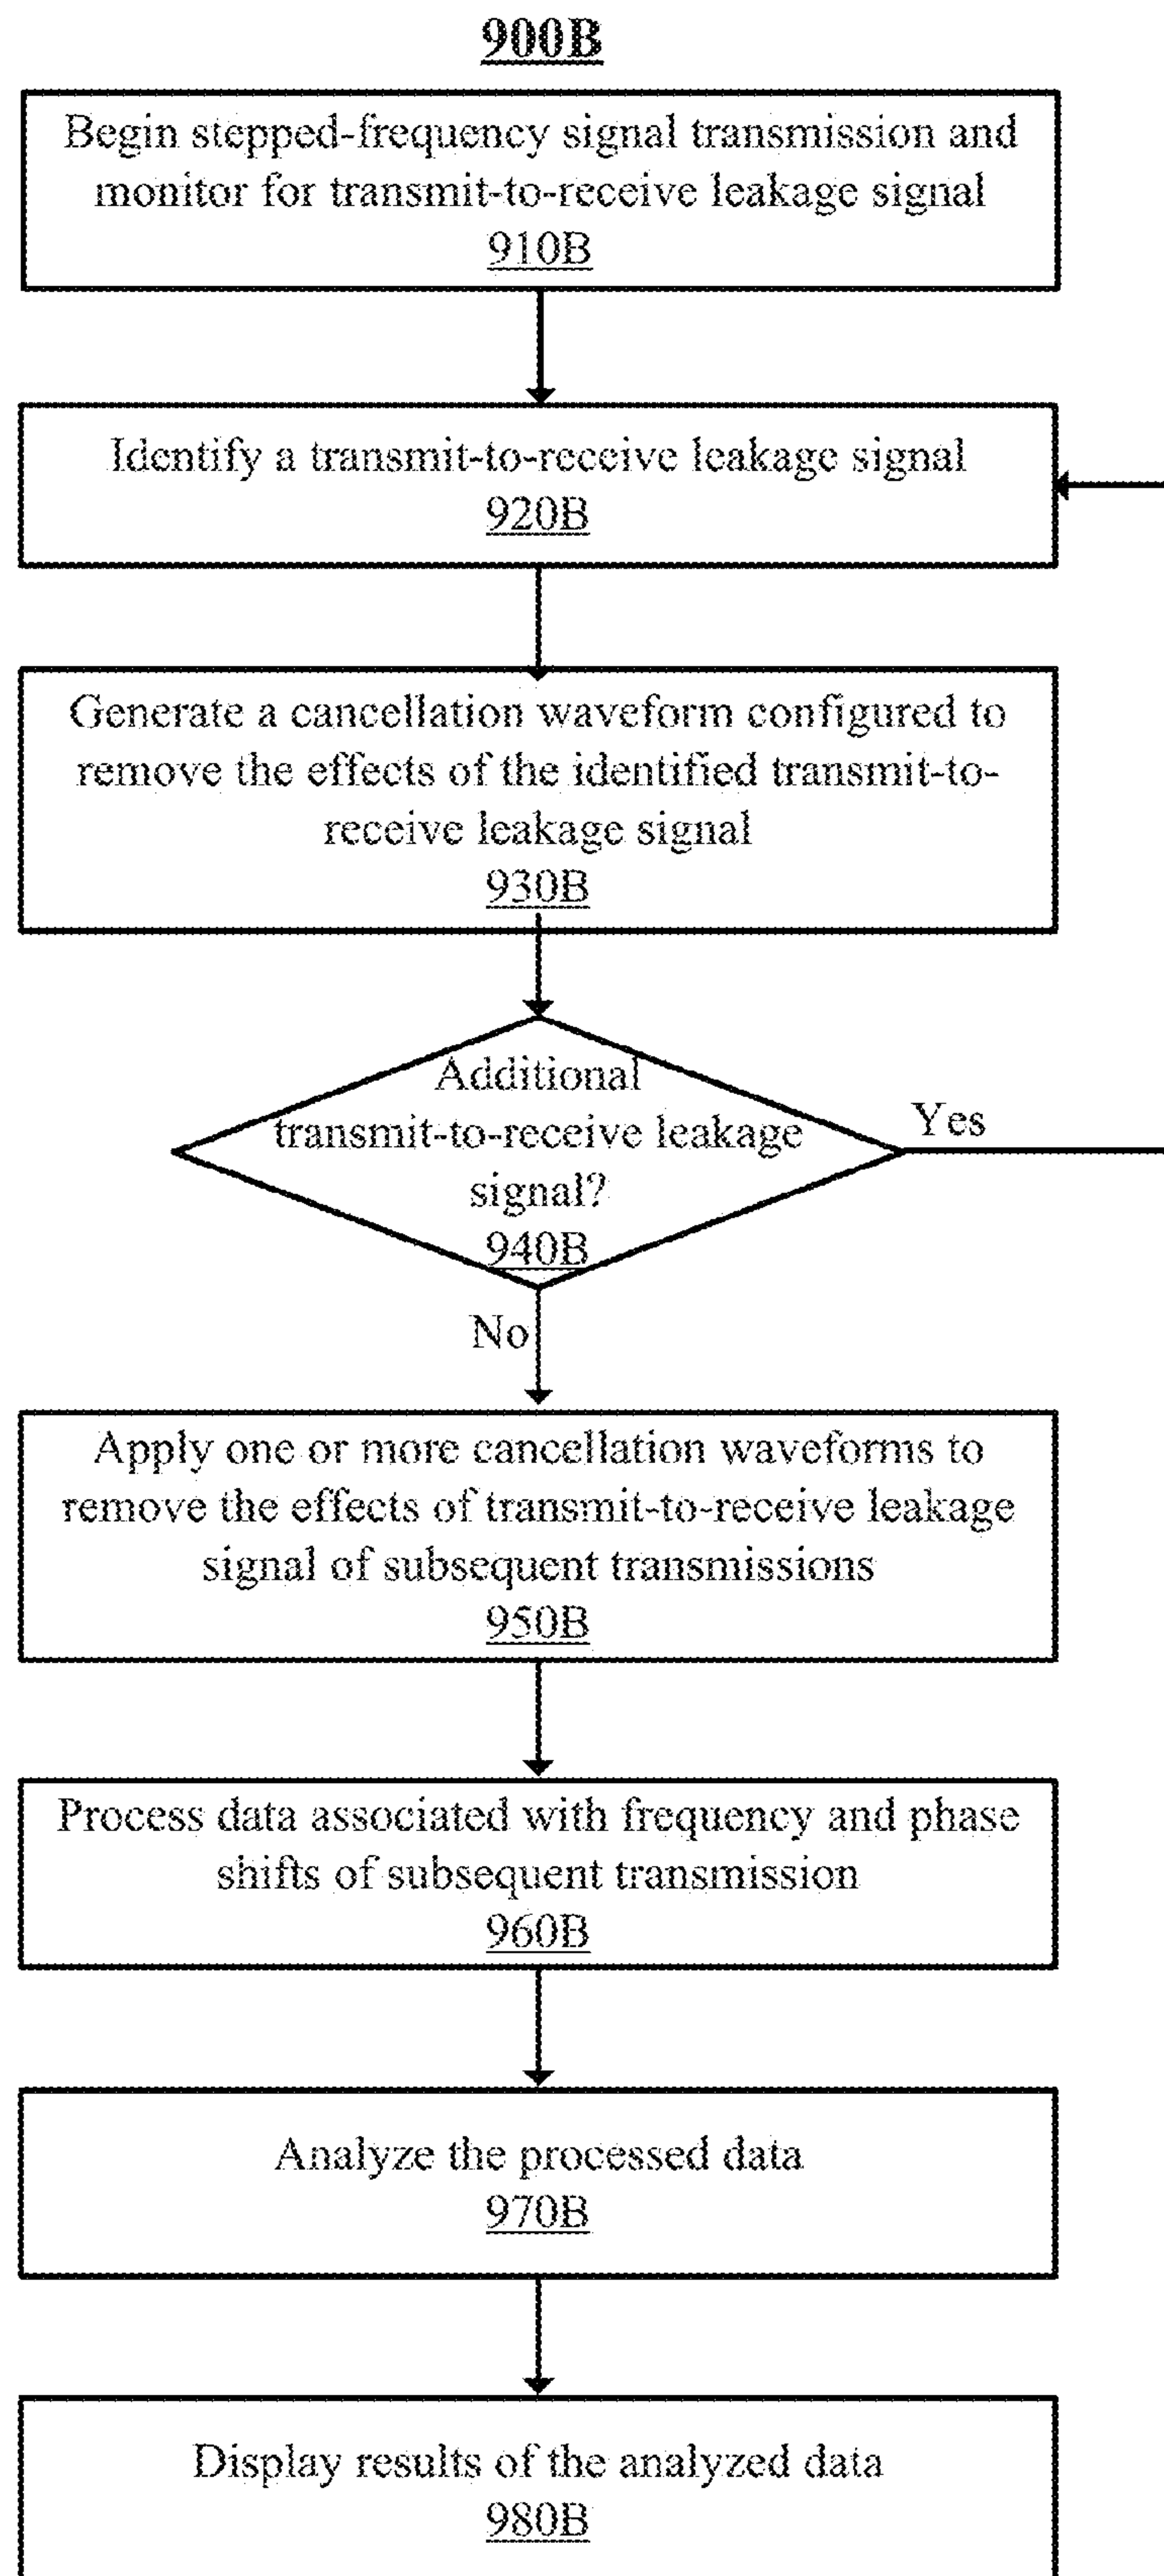 900B
Begin stepped-frequency signal transmission and
monitor for transmit-to-receive leakage signal
910B
Identify a transmit-to-receive leakage signal
920B
Generate a cancellation waveform configured to
remove the effects of the identified transmit-to-
receive leakage signal
930B
Additional
transmit-to-receive leakage
signal?
940B
Yes
No
Apply one or more cancellation waveforms to
remove the effects of transmit-to-receive leakage
signal of subsequent transmissions
950B
Process data associated with frequency and phase
shifts of subsequent transmission
960B
Analyze the processed data
970B
Display results of the analyzed data
980B